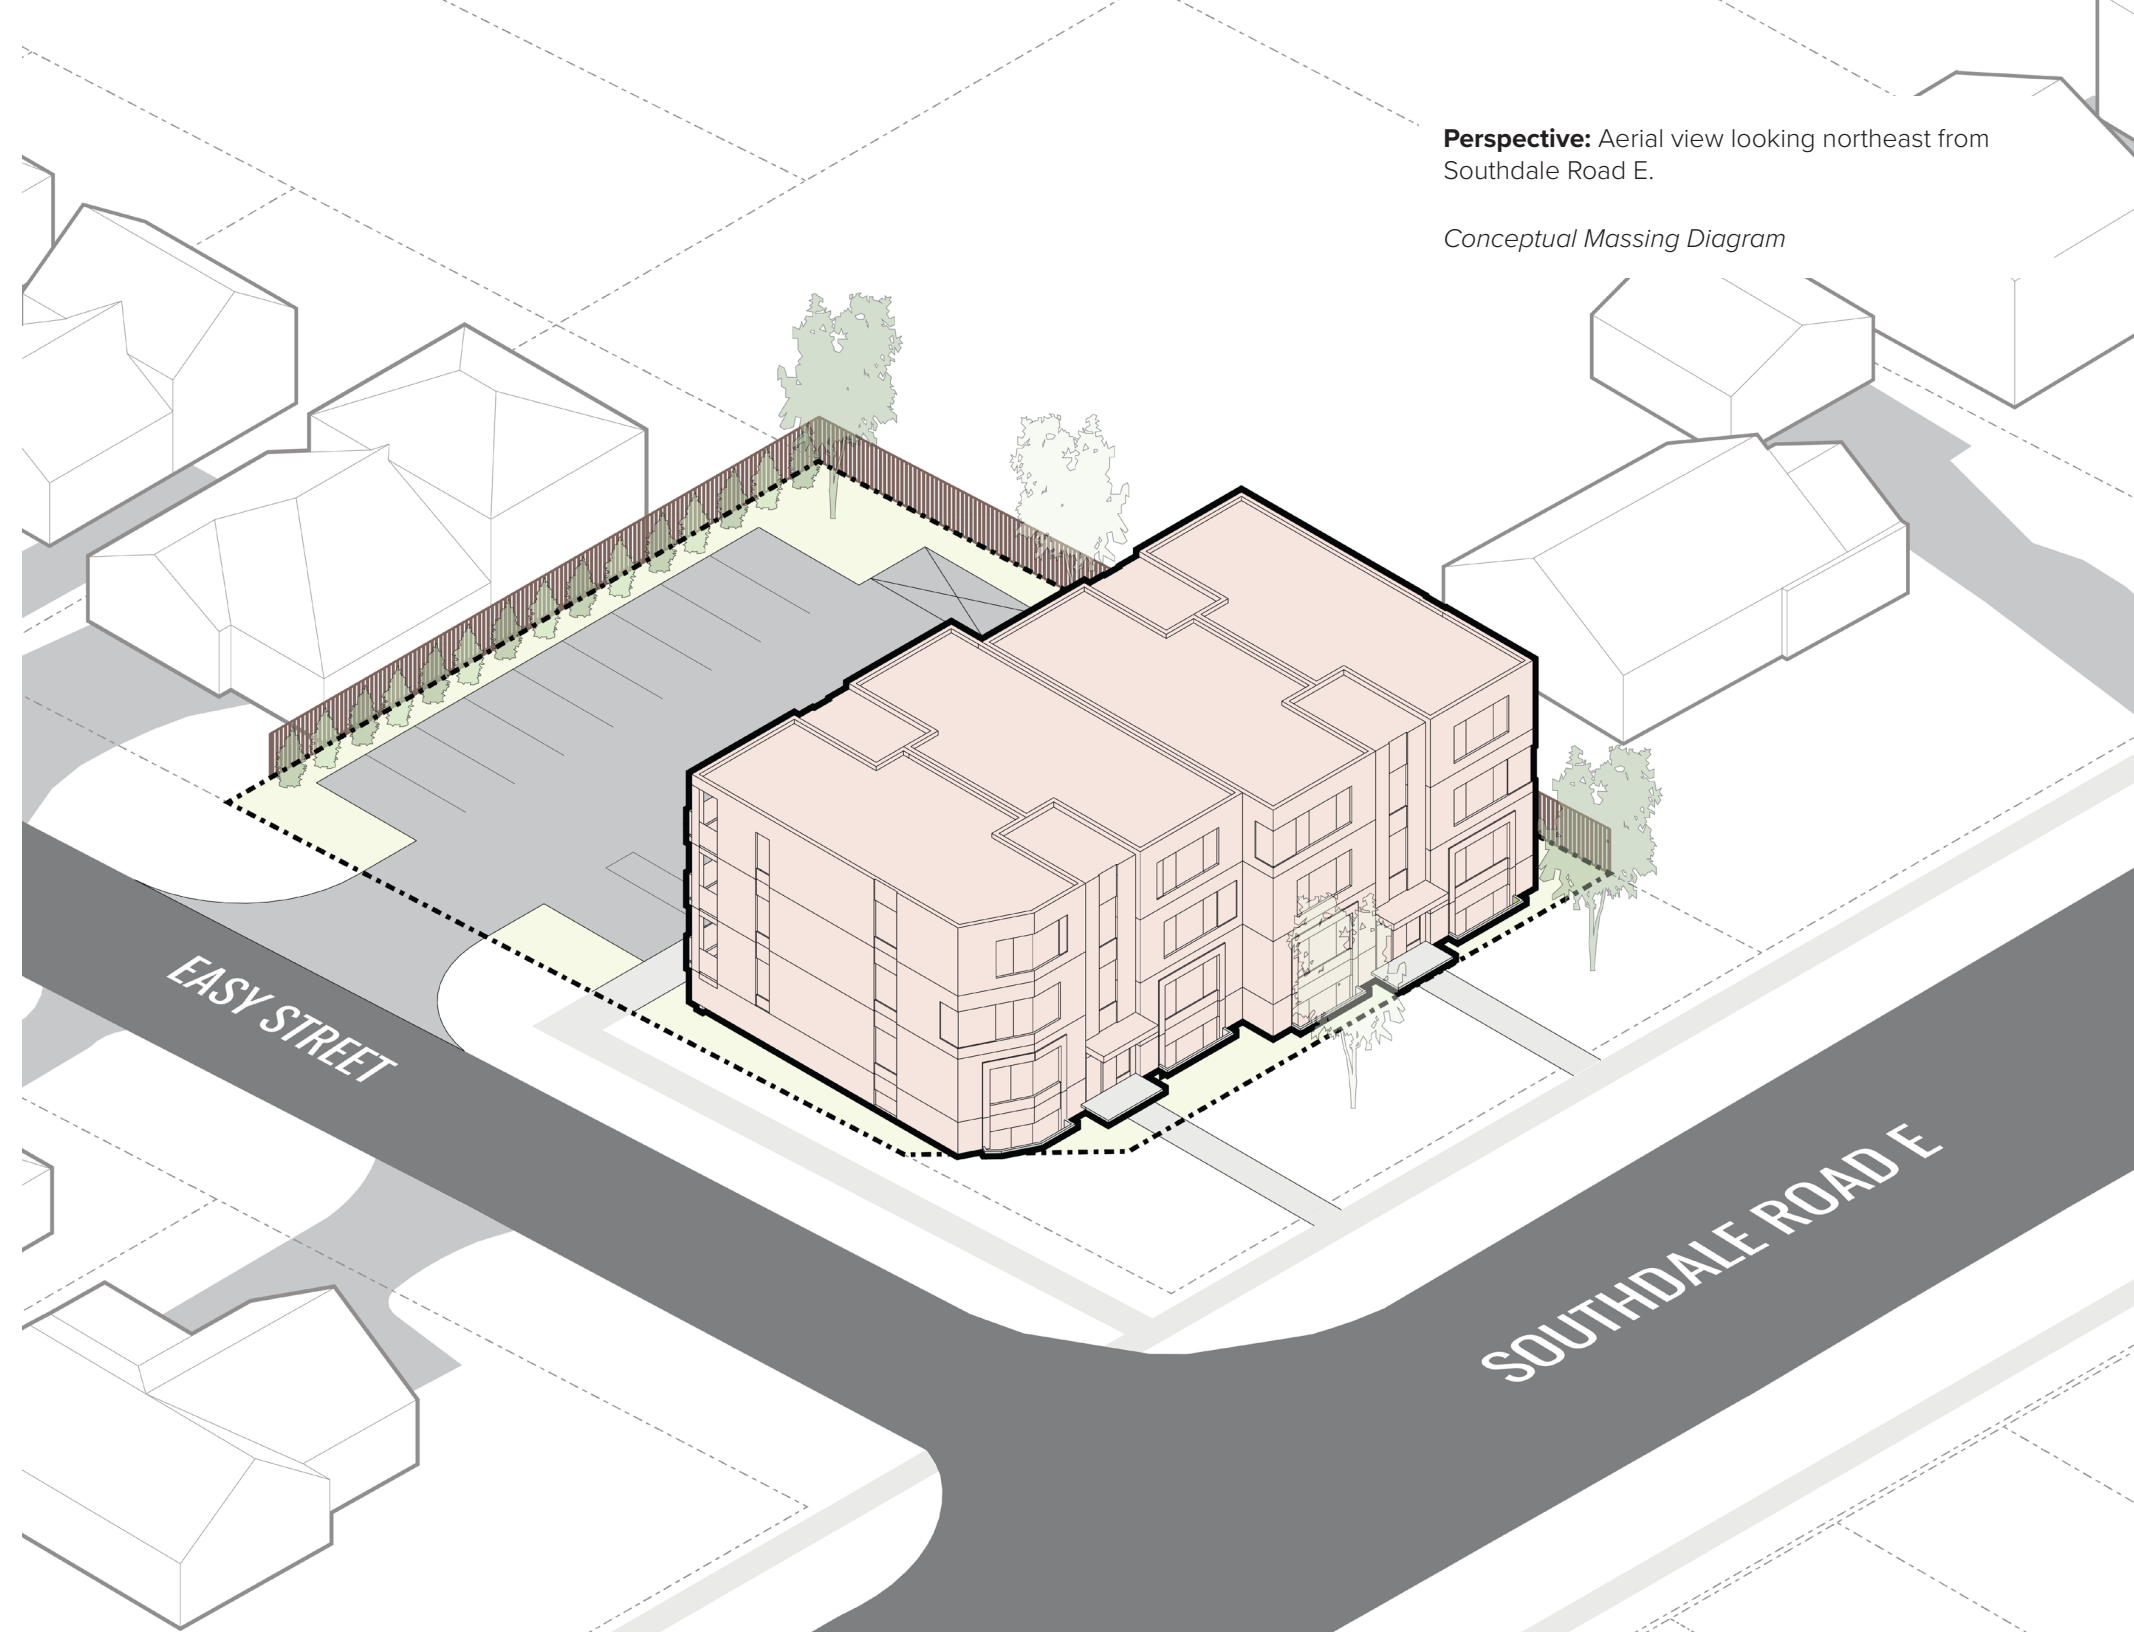 Perspective: Aerial view looking northeast from
Southdale Road E.
Conceptual Massing Diagram
EASY STREET
SOUTHDALE ROAD E